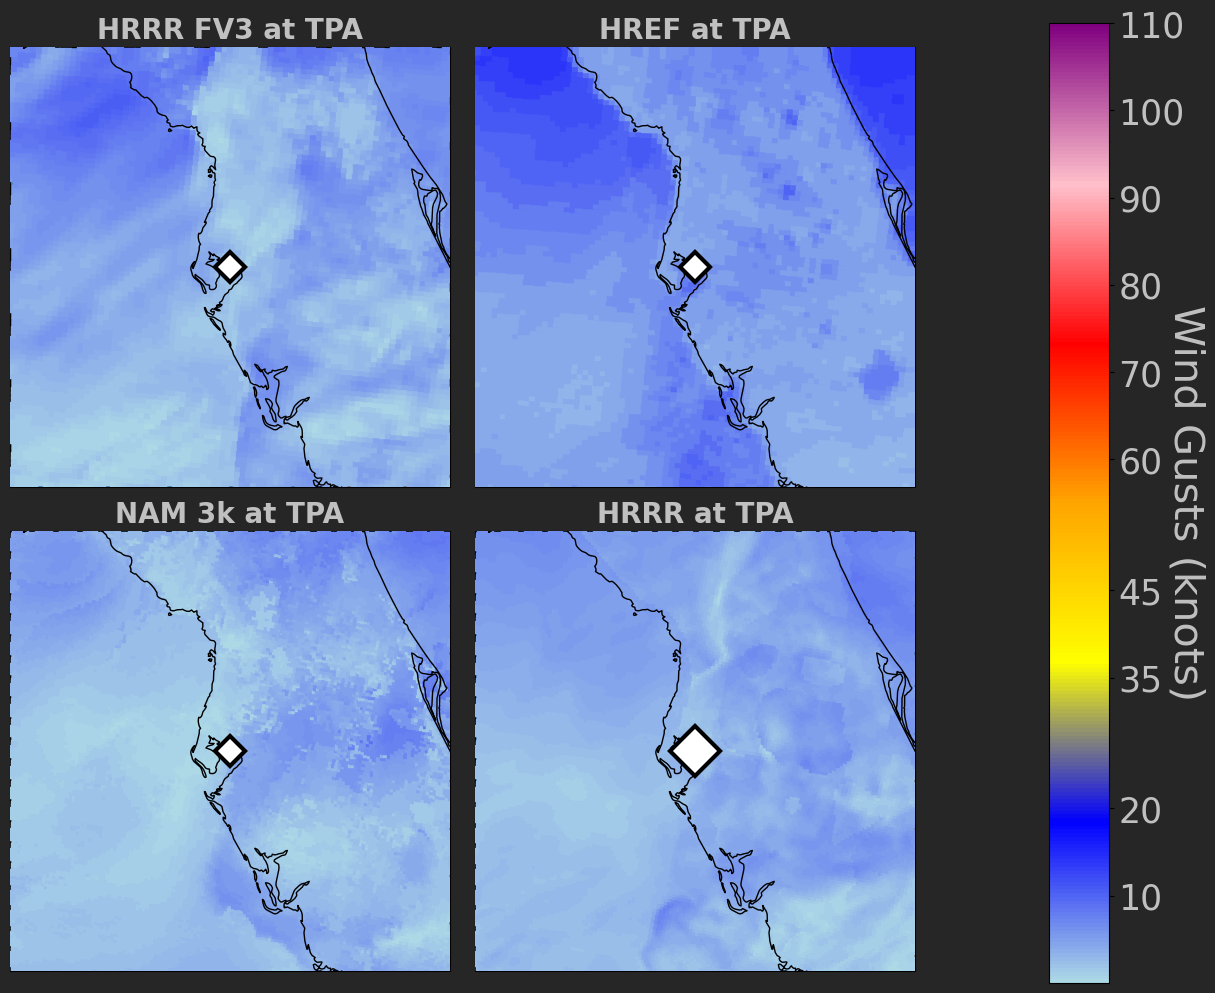 HRRR FV3 at TPA
HREF at TPA
NAM 3k at TPA
HRRR at TPA
110
100
90
80
70
60
45
35
20
10
Wind Gusts (knots)